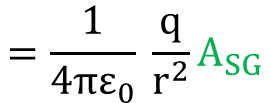 = 1/4πε₀ q/r² A_SG